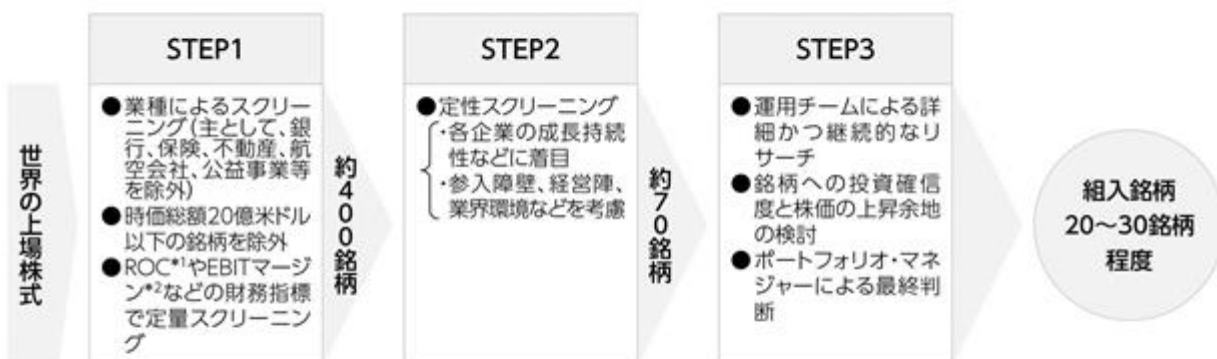 世界の上場株式
STEP1
●業種によるスクリー
ニング(主として、銀
行、保険、不動産、航
空会社、公益事業等
を除外)
●時価総額20億米ドル
以下の銘柄を除外
●ROC*1やEBITマージ
ン*2などの財務指標
で定量スクリーニン
グ
約400銘柄
STEP2
●定性スクリーニング
・各企業の成長持続
性などに着目
・参入障壁、経営陣、
業界環境などを考慮
約70銘柄
STEP3
●運用チームによる詳
細かつ継続的なリ
サーチ
●銘柄への投資確信
度と株価の上昇余地
の検討
●ポートフォリオ・マネ
ジャーによる最終判
断
組入銘柄
20～30銘柄
程度